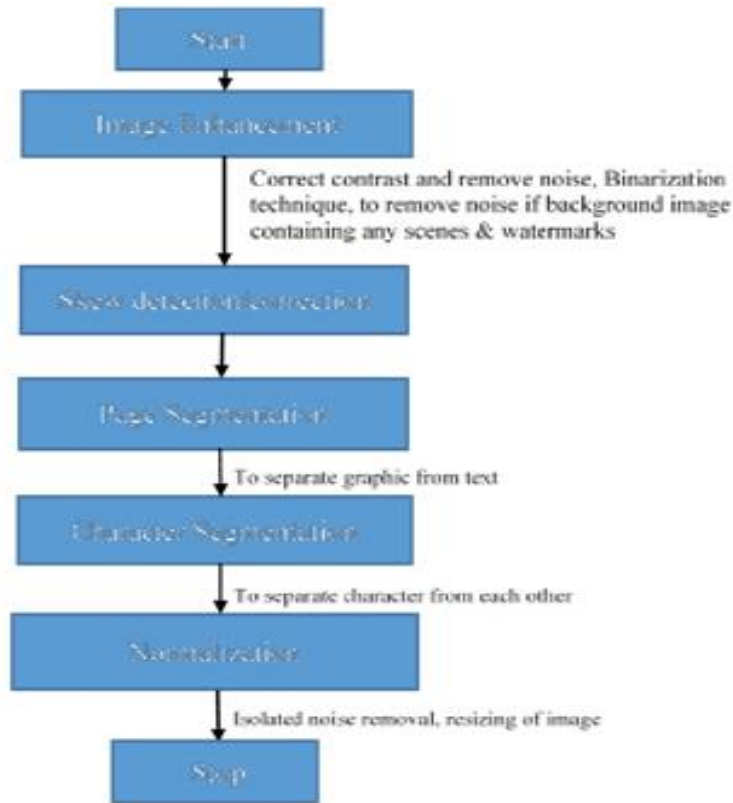 Start
Image Enhancement
Correct contrast and remove noise, Binarization
technique, to remove noise if background image
containing any scenes & watermarks
Skew detection/correction
Page Segmentation
To separate graphic from text
Character Segmentation
To separate character from each other
Normalization
Isolated noise removal, resizing of image
Stop